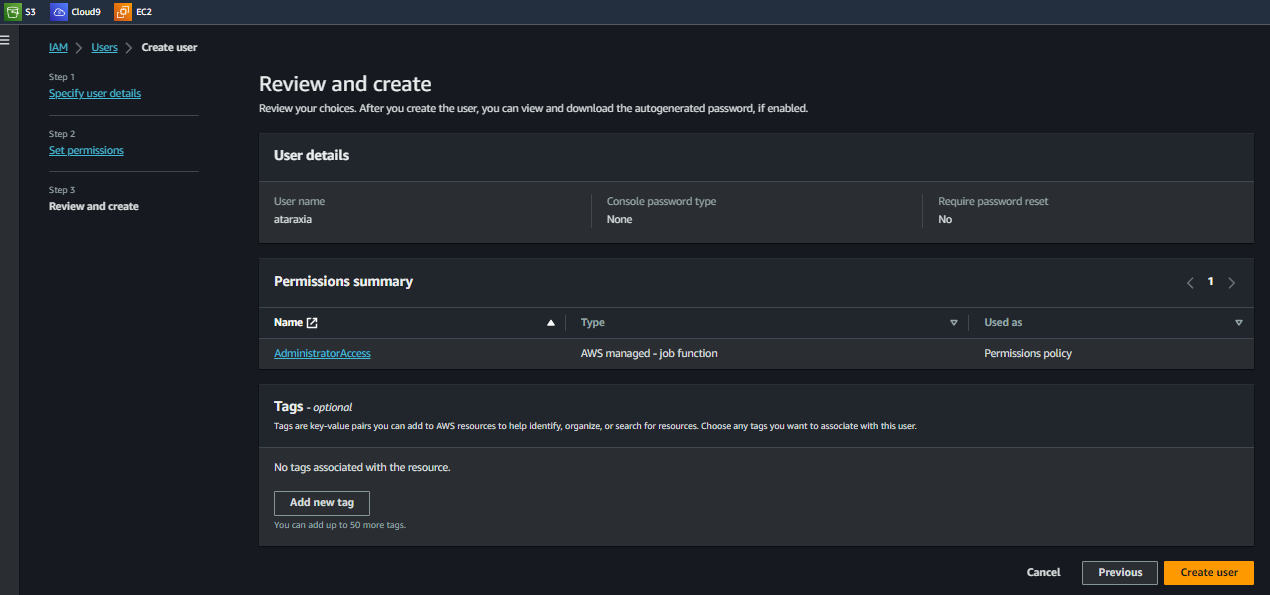 S3 Cloud9 EC2
IAM Users Create user
Step 1
Specify user details
Step 2
Set permissions
Step 3
Review and create
Review and create
Review your choices. After you create the user, you can view and download the autogenerated password, if enabled.
User details
User name Console password type Require password reset
ataraxia None No
Permissions summary 1
Name Type Used as
AdministratorAccess AWS managed - job function Permissions policy
Tags - optional
Tags are key-value pairs you can add to AWS resources to help identify, organize, or search for resources. Choose any tags you want to associate with this user.
No tags associated with the resource.
Add new tag
You can add up to 50 more tags.
Cancel Previous Create user